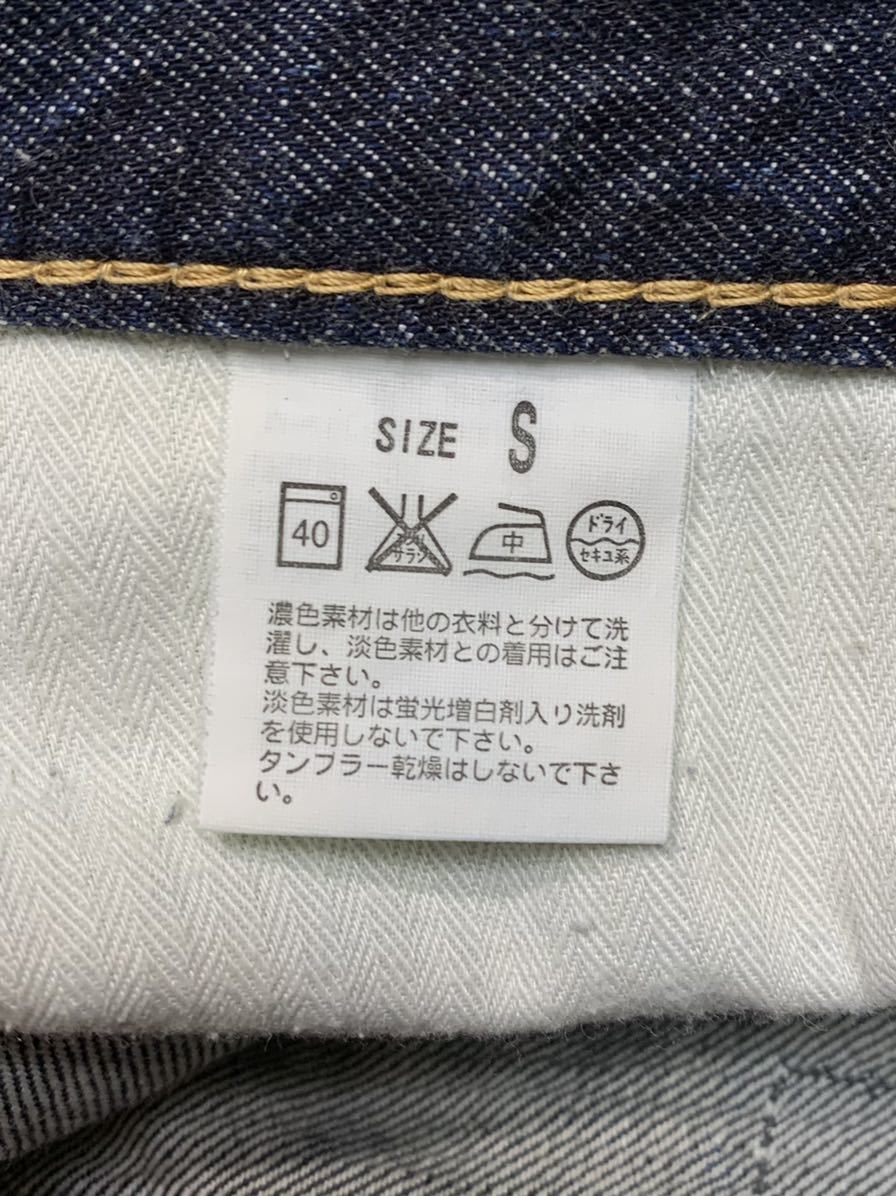 SIZE S
40
サラシ
中
ドライ
セキユ系
濃色素材は他の衣料と分けて洗
濯し、淡色素材との着用はご注
意下さい。
淡色素材は蛍光増白剤入り洗剤
を使用しないで下さい。
タンブラー乾燥はしないで下さ
い。